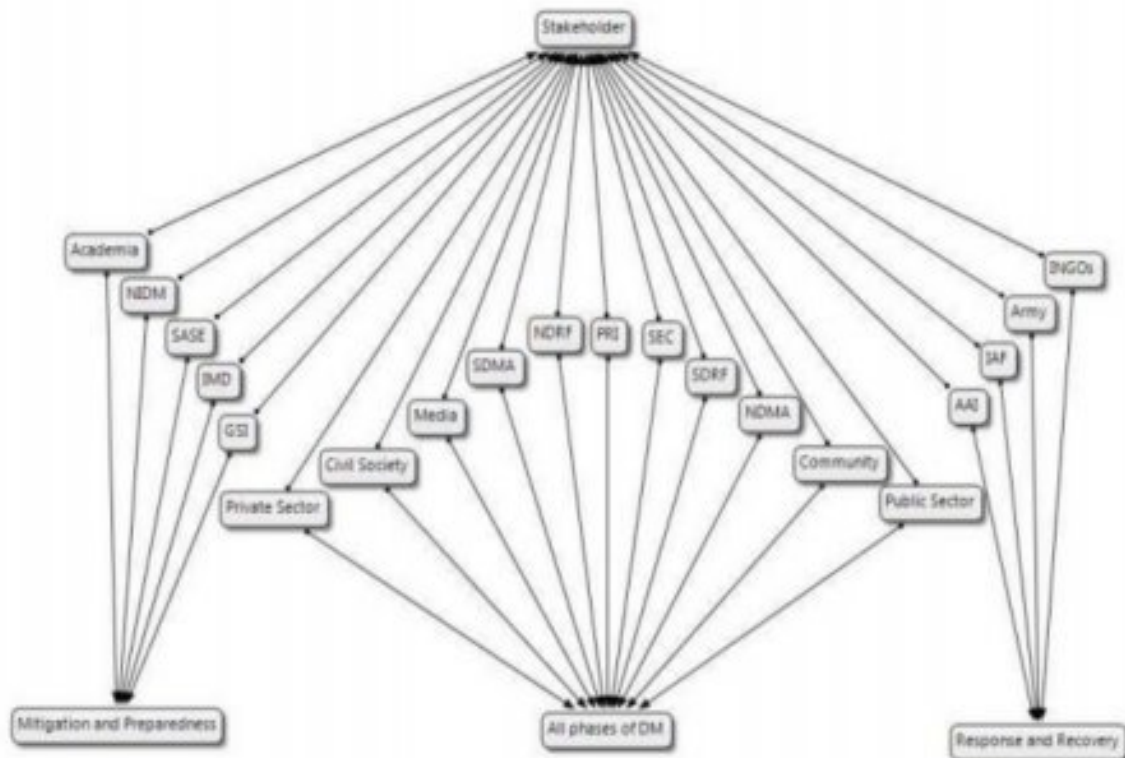 Stakeholder
Academia
INGOs
NIDM
Army
SASE
NDRF
PRI
SEC
IAF
IMD
SDMA
SDRF
AAI
GSI
Media
NDMA
Civil Society
Community
Private Sector
Public Sector
Mitigation and Preparedness
All phases of DM
Response and Recovery